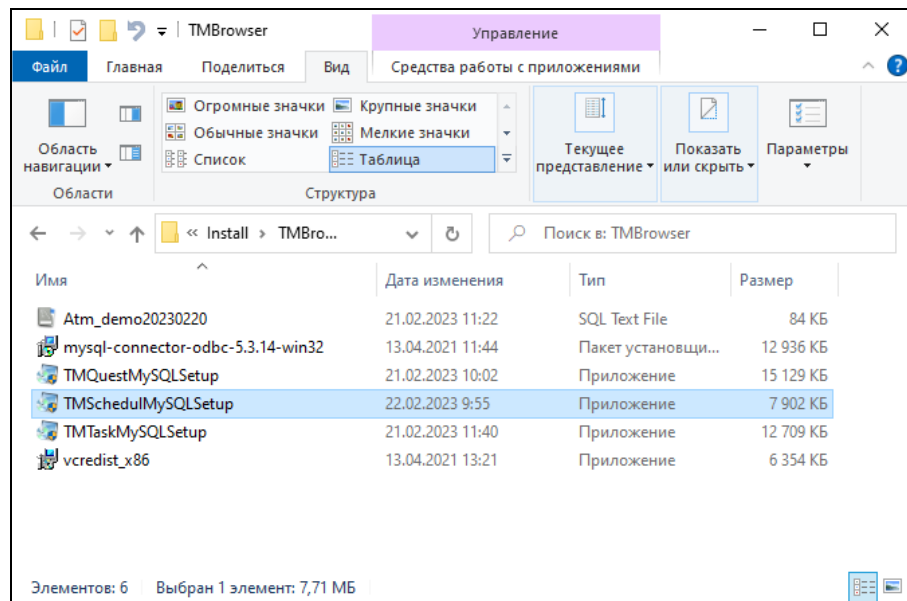 TMBrowser
Управление
Файл Главная Поделиться Вид Средства работы с приложениями
Огромные значки Крупные значки
Обычные значки Мелкие значки
Список Таблица
Область навигации
Текущее представление
Показать или скрыть
Параметры
Области Структура
« Install › TMBro...
Поиск в: TMBrowser
Имя Дата изменения Тип Размер
Atm_demo20230220 21.02.2023 11:22 SQL Text File 84 КБ
mysql-connector-odbc-5.3.14-win32 13.04.2021 11:44 Пакет установщи... 12 936 КБ
TMQuestMySQLSetup 21.02.2023 10:02 Приложение 15 129 КБ
TMSchedulMySQLSetup 22.02.2023 9:55 Приложение 7 902 КБ
TMTaskMySQLSetup 21.02.2023 11:40 Приложение 12 709 КБ
vcredist_x86 13.04.2021 13:21 Приложение 6 354 КБ
Элементов: 6 Выбран 1 элемент: 7,71 МБ